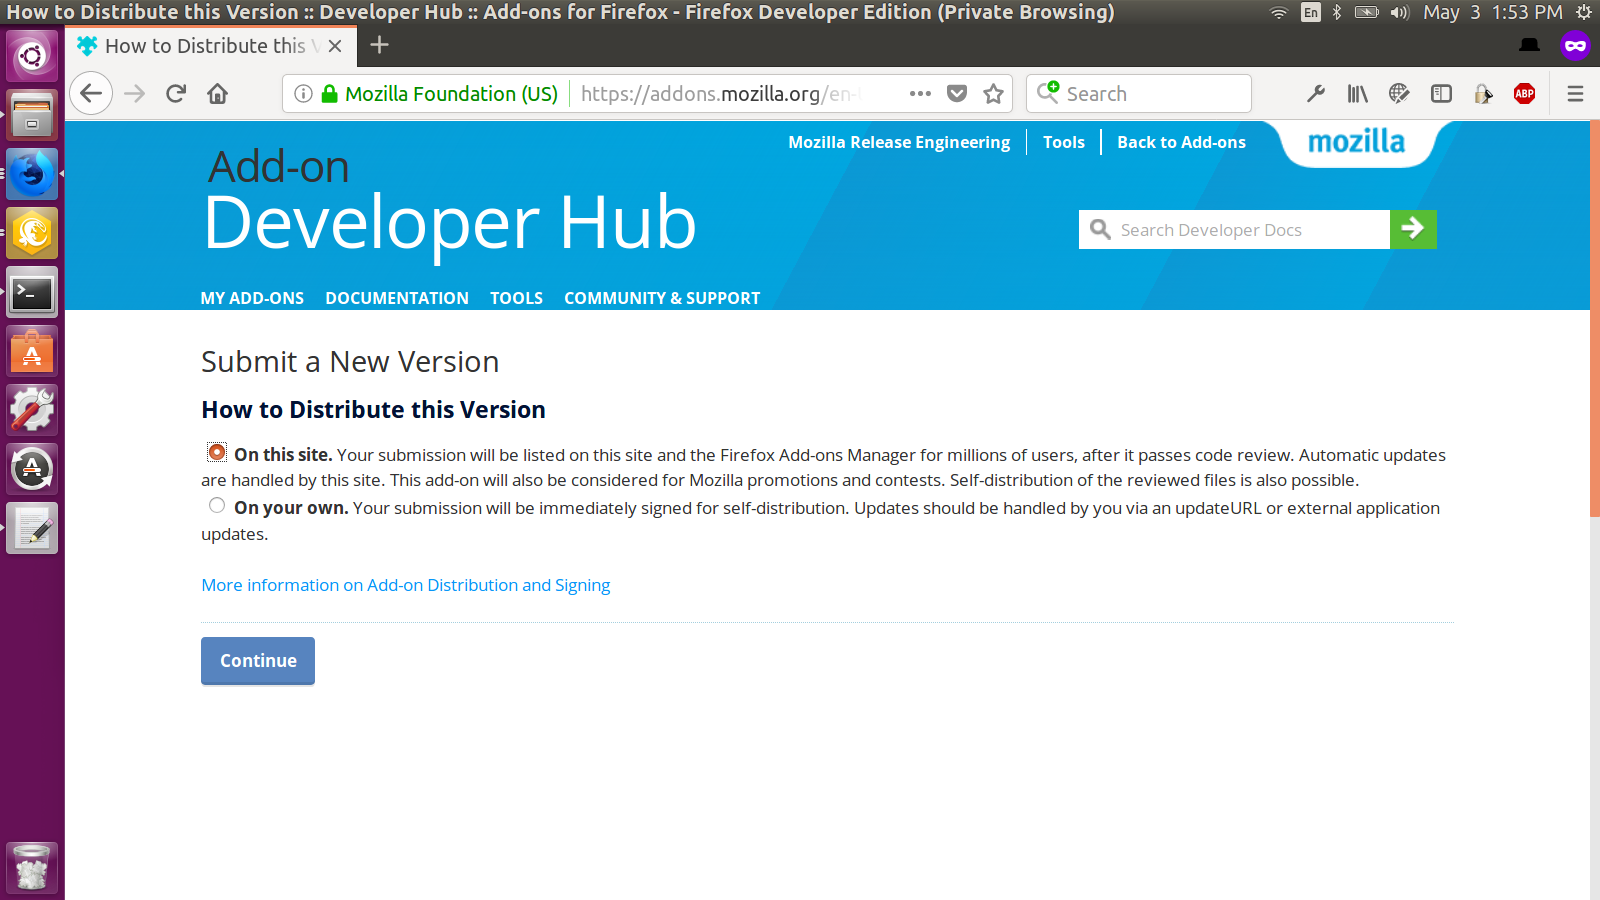 How to Distribute this Version :: Developer Hub :: Add-ons for Firefox - Firefox Developer Edition (Private Browsing)
En
May 3 1:53 PM
How to Distribute this V
Mozilla Foundation (US)
https://addons.mozilla.org/en-
Search
ABP
Mozilla Release Engineering
Tools
Back to Add-ons
mozilla
Add-on
Developer Hub
Search Developer Docs
MY ADD-ONS
DOCUMENTATION
TOOLS
COMMUNITY & SUPPORT
Submit a New Version
How to Distribute this Version
On this site. Your submission will be listed on this site and the Firefox Add-ons Manager for millions of users, after it passes code review. Automatic updates
are handled by this site. This add-on will also be considered for Mozilla promotions and contests. Self-distribution of the reviewed files is also possible.
On your own. Your submission will be immediately signed for self-distribution. Updates should be handled by you via an updateURL or external application
updates.
More information on Add-on Distribution and Signing
Continue